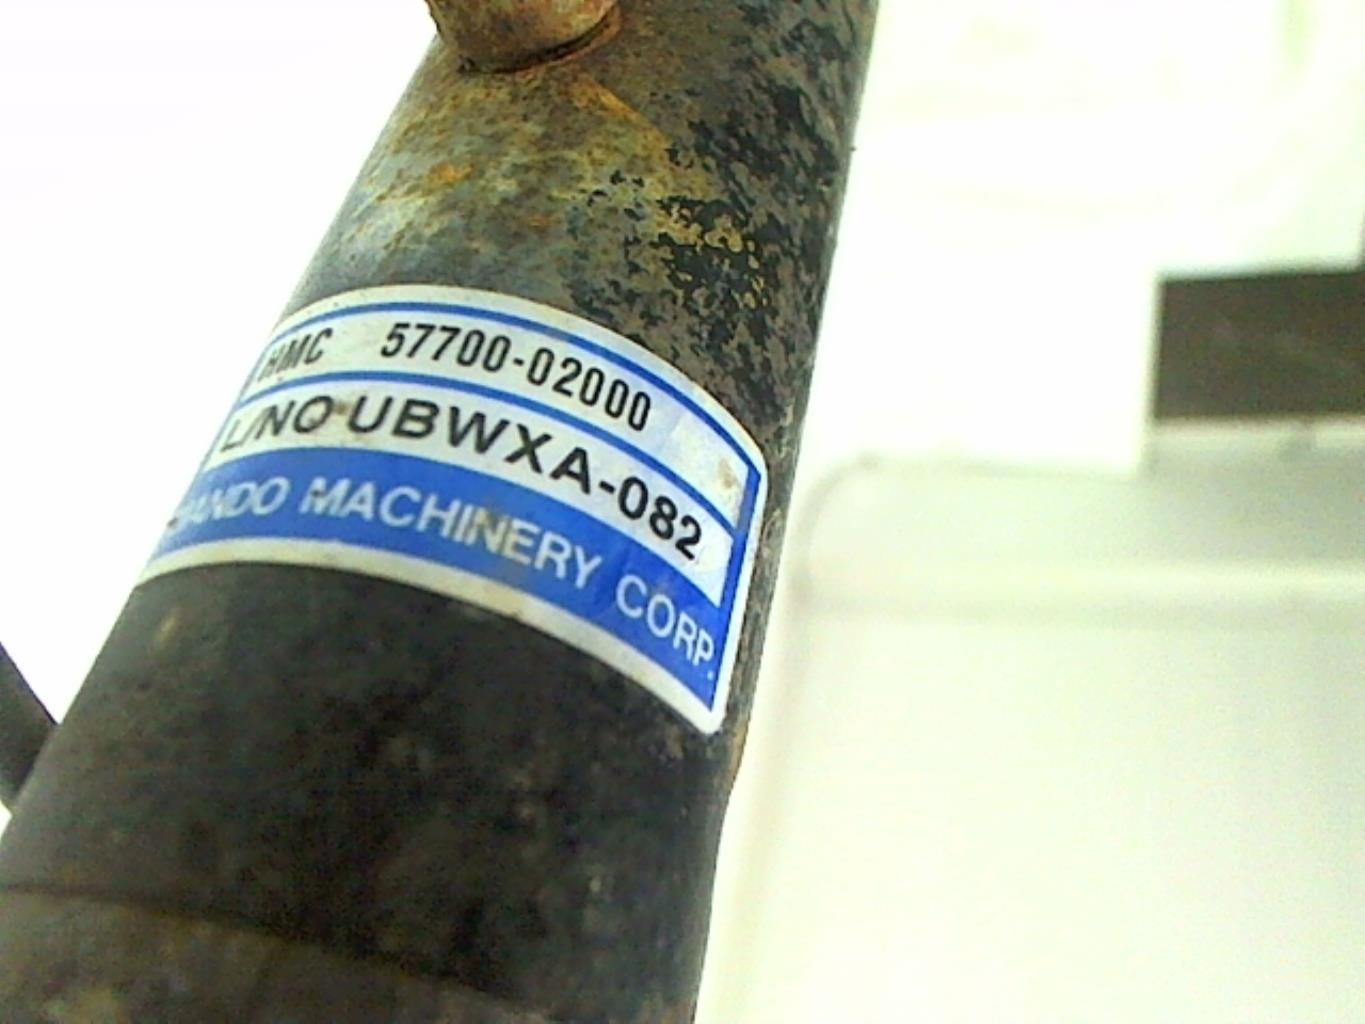 HMC 57700-02000
L/NO UBWXA-082
MANDO MACHINERY CORP.